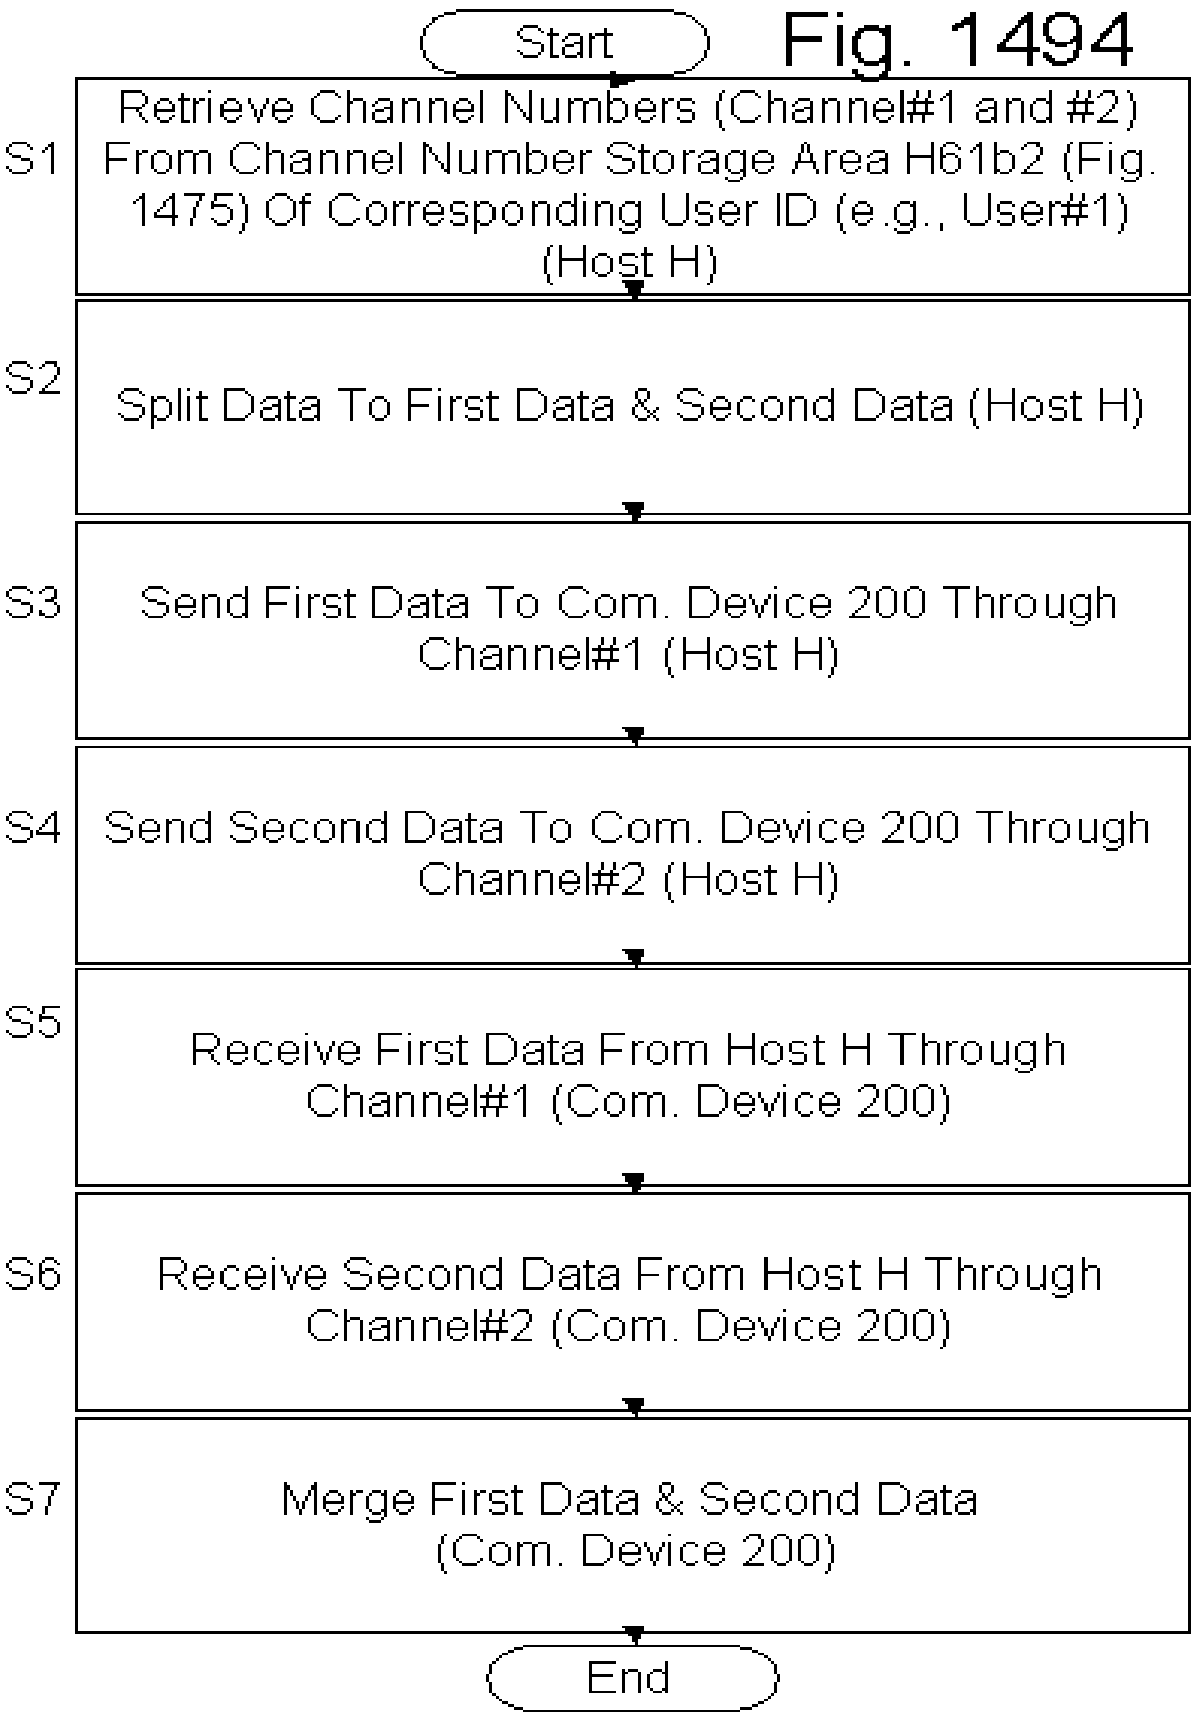 Start
Fig. 1494
S1
Retrieve Channel Numbers (Channel#1 and #2)
From Channel Number Storage Area H61b2 (Fig.
1475) Of Corresponding User ID (e.g., User#1)
(Host H)
S2
Split Data To First Data & Second Data (Host H)
S3
Send First Data To Com. Device 200 Through
Channel#1 (Host H)
S4
Send Second Data To Com. Device 200 Through
Channel#2 (Host H)
S5
Receive First Data From Host H Through
Channel#1 (Com. Device 200)
S6
Receive Second Data From Host H Through
Channel#2 (Com. Device 200)
S7
Merge First Data & Second Data
(Com. Device 200)
End